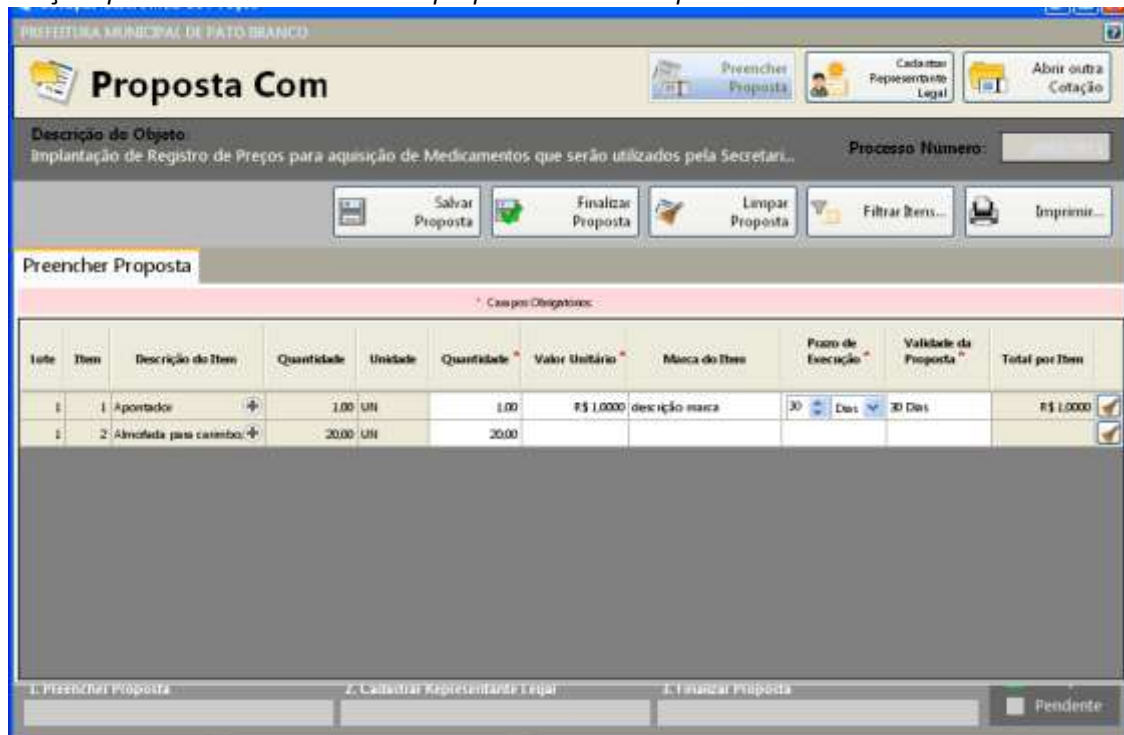 PREFEITURA MUNICIPAL DE PATO BRANCO
Proposta Com
Preencher
Proposta
Cadastrar
Representante
Legal
Abrir outra
Cotação
Descrição do Objeto:
Implantação de Registro de Preços para aquisição de Medicamentos que serão utilizados pela Secretari...
Processo Número:
Salvar
Proposta
Finalizar
Proposta
Limpar
Proposta
Filtrar Itens...
Imprimir...
Preencher Proposta
* Campos Obrigatórios
Lote Item Descrição do Item Quantidade Unidade Quantidade * Valor Unitário * Marca do Item Prazo de Execução * Validade da Proposta * Total por Item
1 1 Apontador 1,00 UN 1,00 R$ 1,0000 descrição marca 30 Dias 30 Dias R$ 1,0000
1 2 Almofada para carimbo, 20,00 UN 20,00
1. Preencher Proposta
2. Cadastrar Representante Legal
3. Finalizar Proposta
Pendente